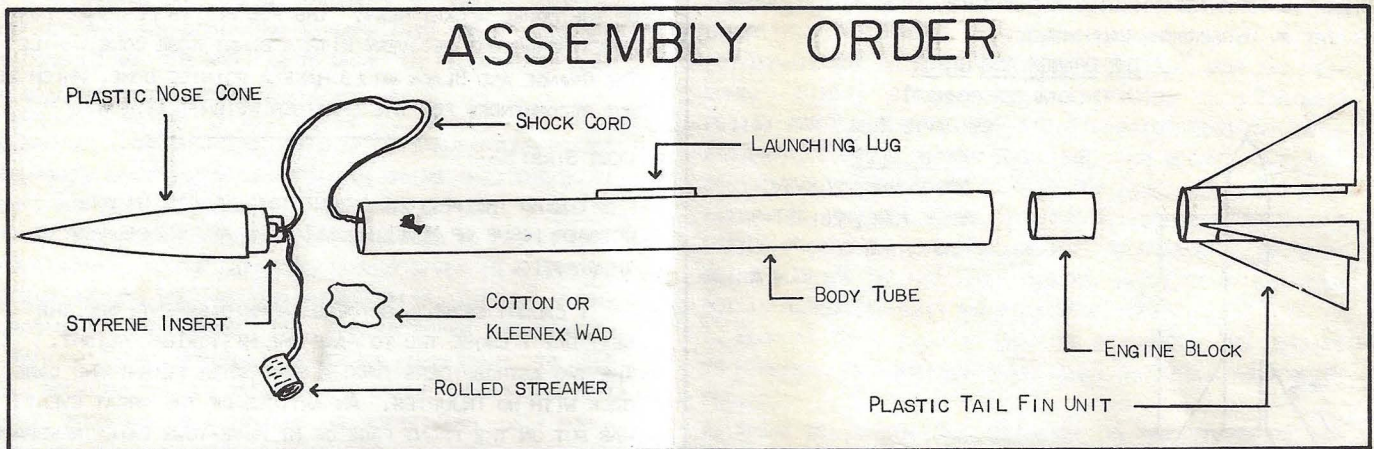 ASSEMBLY ORDER
PLASTIC NOSE CONE
SHOCK CORD
LAUNCHING LUG
STYRENE INSERT
COTTON OR
KLEENEX WAD
ROLLED STREAMER
BODY TUBE
ENGINE BLOCK
PLASTIC TAIL FIN UNIT